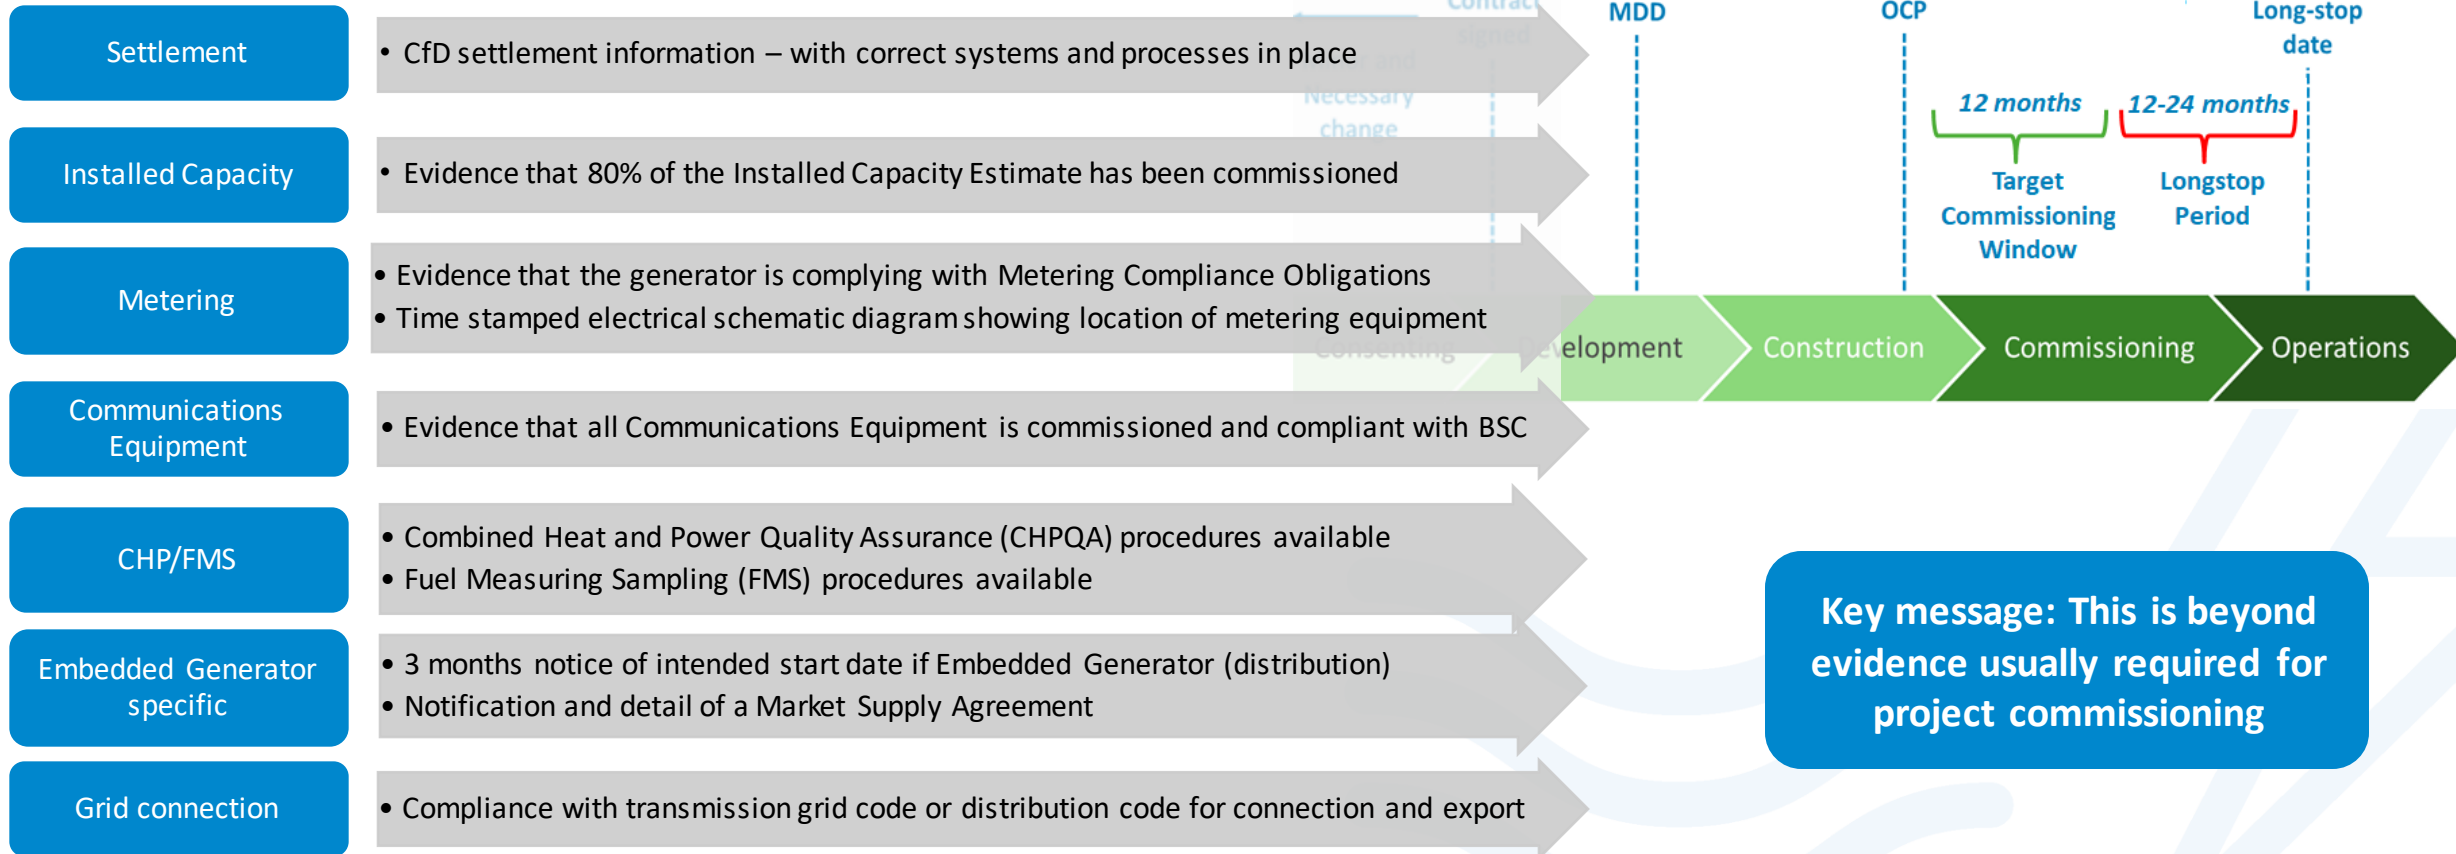 Settlement
• CfD settlement information – with correct systems and processes in place
Installed Capacity
• Evidence that 80% of the Installed Capacity Estimate has been commissioned
Metering
• Evidence that the generator is complying with Metering Compliance Obligations
• Time stamped electrical schematic diagram showing location of metering equipment
Communications
Equipment
• Evidence that all Communications Equipment is commissioned and compliant with BSC
CHP/FMS
• Combined Heat and Power Quality Assurance (CHPQA) procedures available
• Fuel Measuring Sampling (FMS) procedures available
Embedded Generator
specific
• 3 months notice of intended start date if Embedded Generator (distribution)
• Notification and detail of a Market Supply Agreement
Grid connection
• Compliance with transmission grid code or distribution code for connection and export
Contract
signed
and
Necessary
change
MDD
OCP
Long-stop
date
12 months
12-24 months
Target
Commissioning
Window
Longstop
Period
Consenting
Development
Construction
Commissioning
Operations
Key message: This is beyond
evidence usually required for
project commissioning